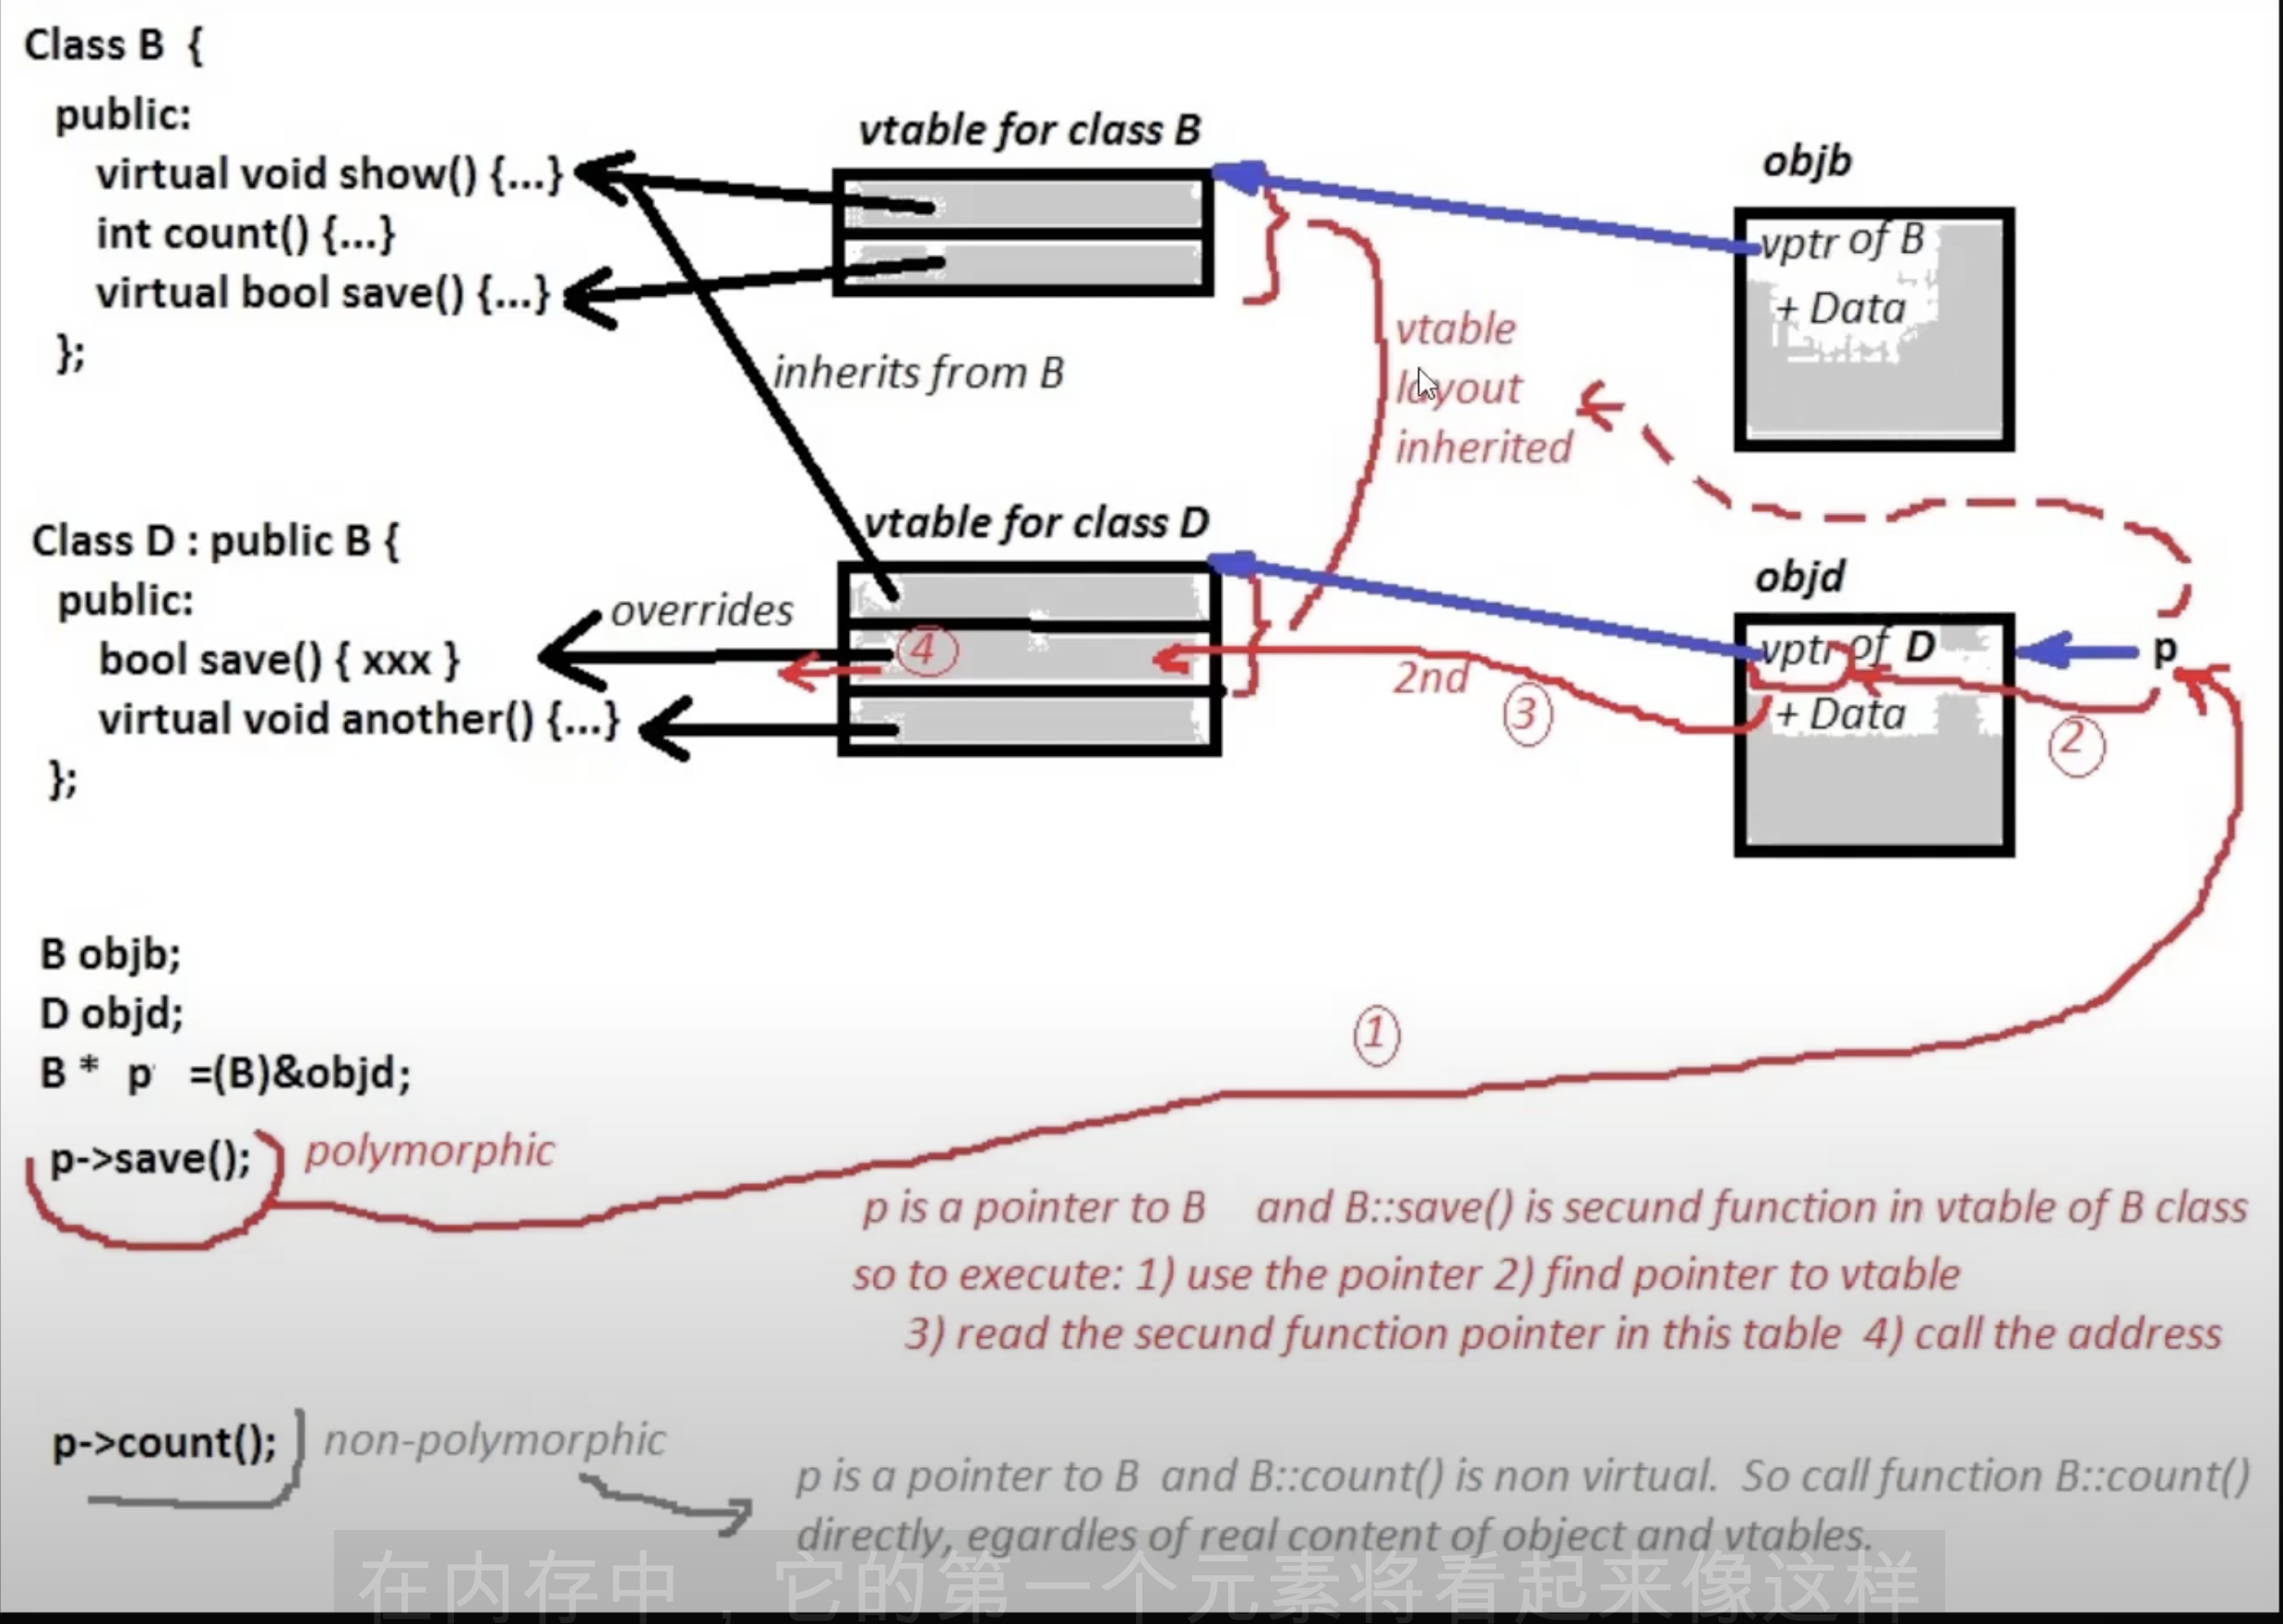 Class B {
public:
virtual void show() {...}
int count() {...}
virtual bool save() {...}
};
vtable for class B
objb
vptr of B
+ Data
inherits from B
vtable
layout
inherited
Class D : public B {
public:
bool save() { xxx }
virtual void another() {...}
};
overrides
vtable for class D
4
2nd
3
objd
vptr of D
+ Data
p
2
B objb;
D objd;
B * p =(B)&objd;
1
p->save();
polymorphic
p is a pointer to B and B::save() is secund function in vtable of B class
so to execute: 1) use the pointer 2) find pointer to vtable
3) read the secund function pointer in this table 4) call the address
p->count();
non-polymorphic
p is a pointer to B and B::count() is non virtual. So call function B::count()
directly, egardles of real content of object and vtables.
在内存中，它的第一个元素将看起来像这样